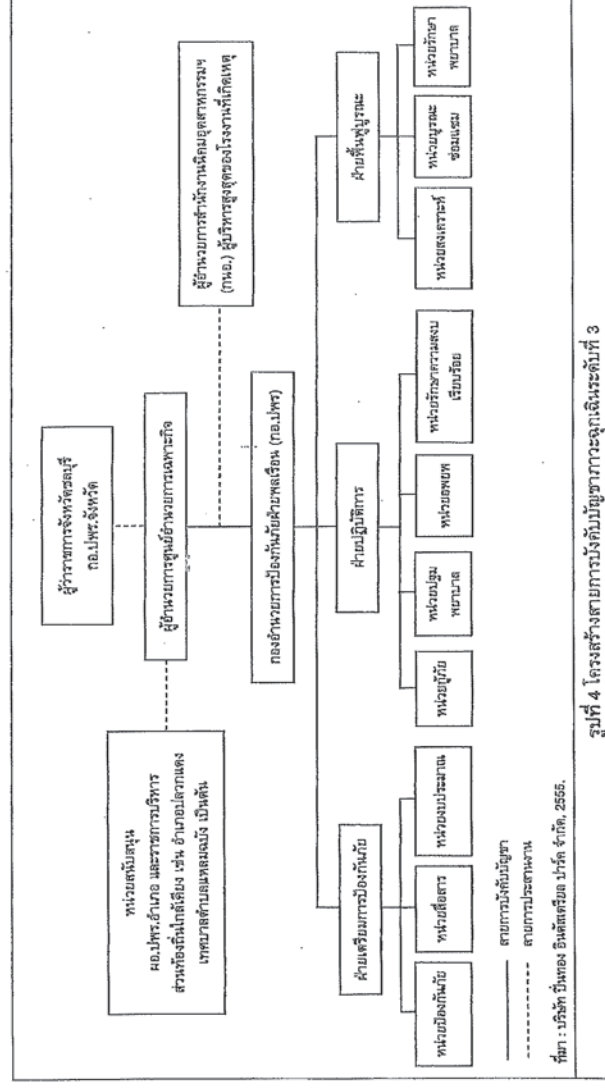 ผู้ว่าราชการจังหวัดชลบุรี
กอ.ปพร.จังหวัด
หน่วยสนับสนุน
ผอ.ปพร.อำเภอ และราชการบริหาร
ส่วนท้องถิ่นใกล้เคียง เช่น อำเภอปลวกแดง
เทศบาลตำบลแหลมฉบัง เป็นต้น
ผู้อำนวยการศูนย์อำนวยการเฉพาะกิจ
ผู้อำนวยการสำนักงานนิคมอุตสาหกรรมฯ
(กนอ.) ผู้บริหารสูงสุดของโรงงานที่เกิดเหตุ
กองอำนวยการป้องกันภัยฝ่ายพลเรือน (กอ.ปพร)
ฝ่ายเตรียมการป้องกันภัย
ฝ่ายปฏิบัติการ
ฝ่ายฟื้นฟูบูรณะ
หน่วยป้องกันภัย
หน่วยสื่อสาร
หน่วยงบประมาณ
หน่วยกู้ภัย
หน่วยปฐม
พยาบาล
หน่วยอพยพ
หน่วยรักษาความสงบ
เรียบร้อย
หน่วยสงเคราะห์
หน่วยบูรณะ
ซ่อมแซม
หน่วยรักษา
พยาบาล
สายการบังคับบัญชา
สายการประสานงาน
ที่มา : บริษัท ปิ่นทอง อินดัสเตรียล ปาร์ค จำกัด, 2556.
รูปที่ 4 โครงสร้างสายการบังคับบัญชาภาวะฉุกเฉินระดับที่ 3